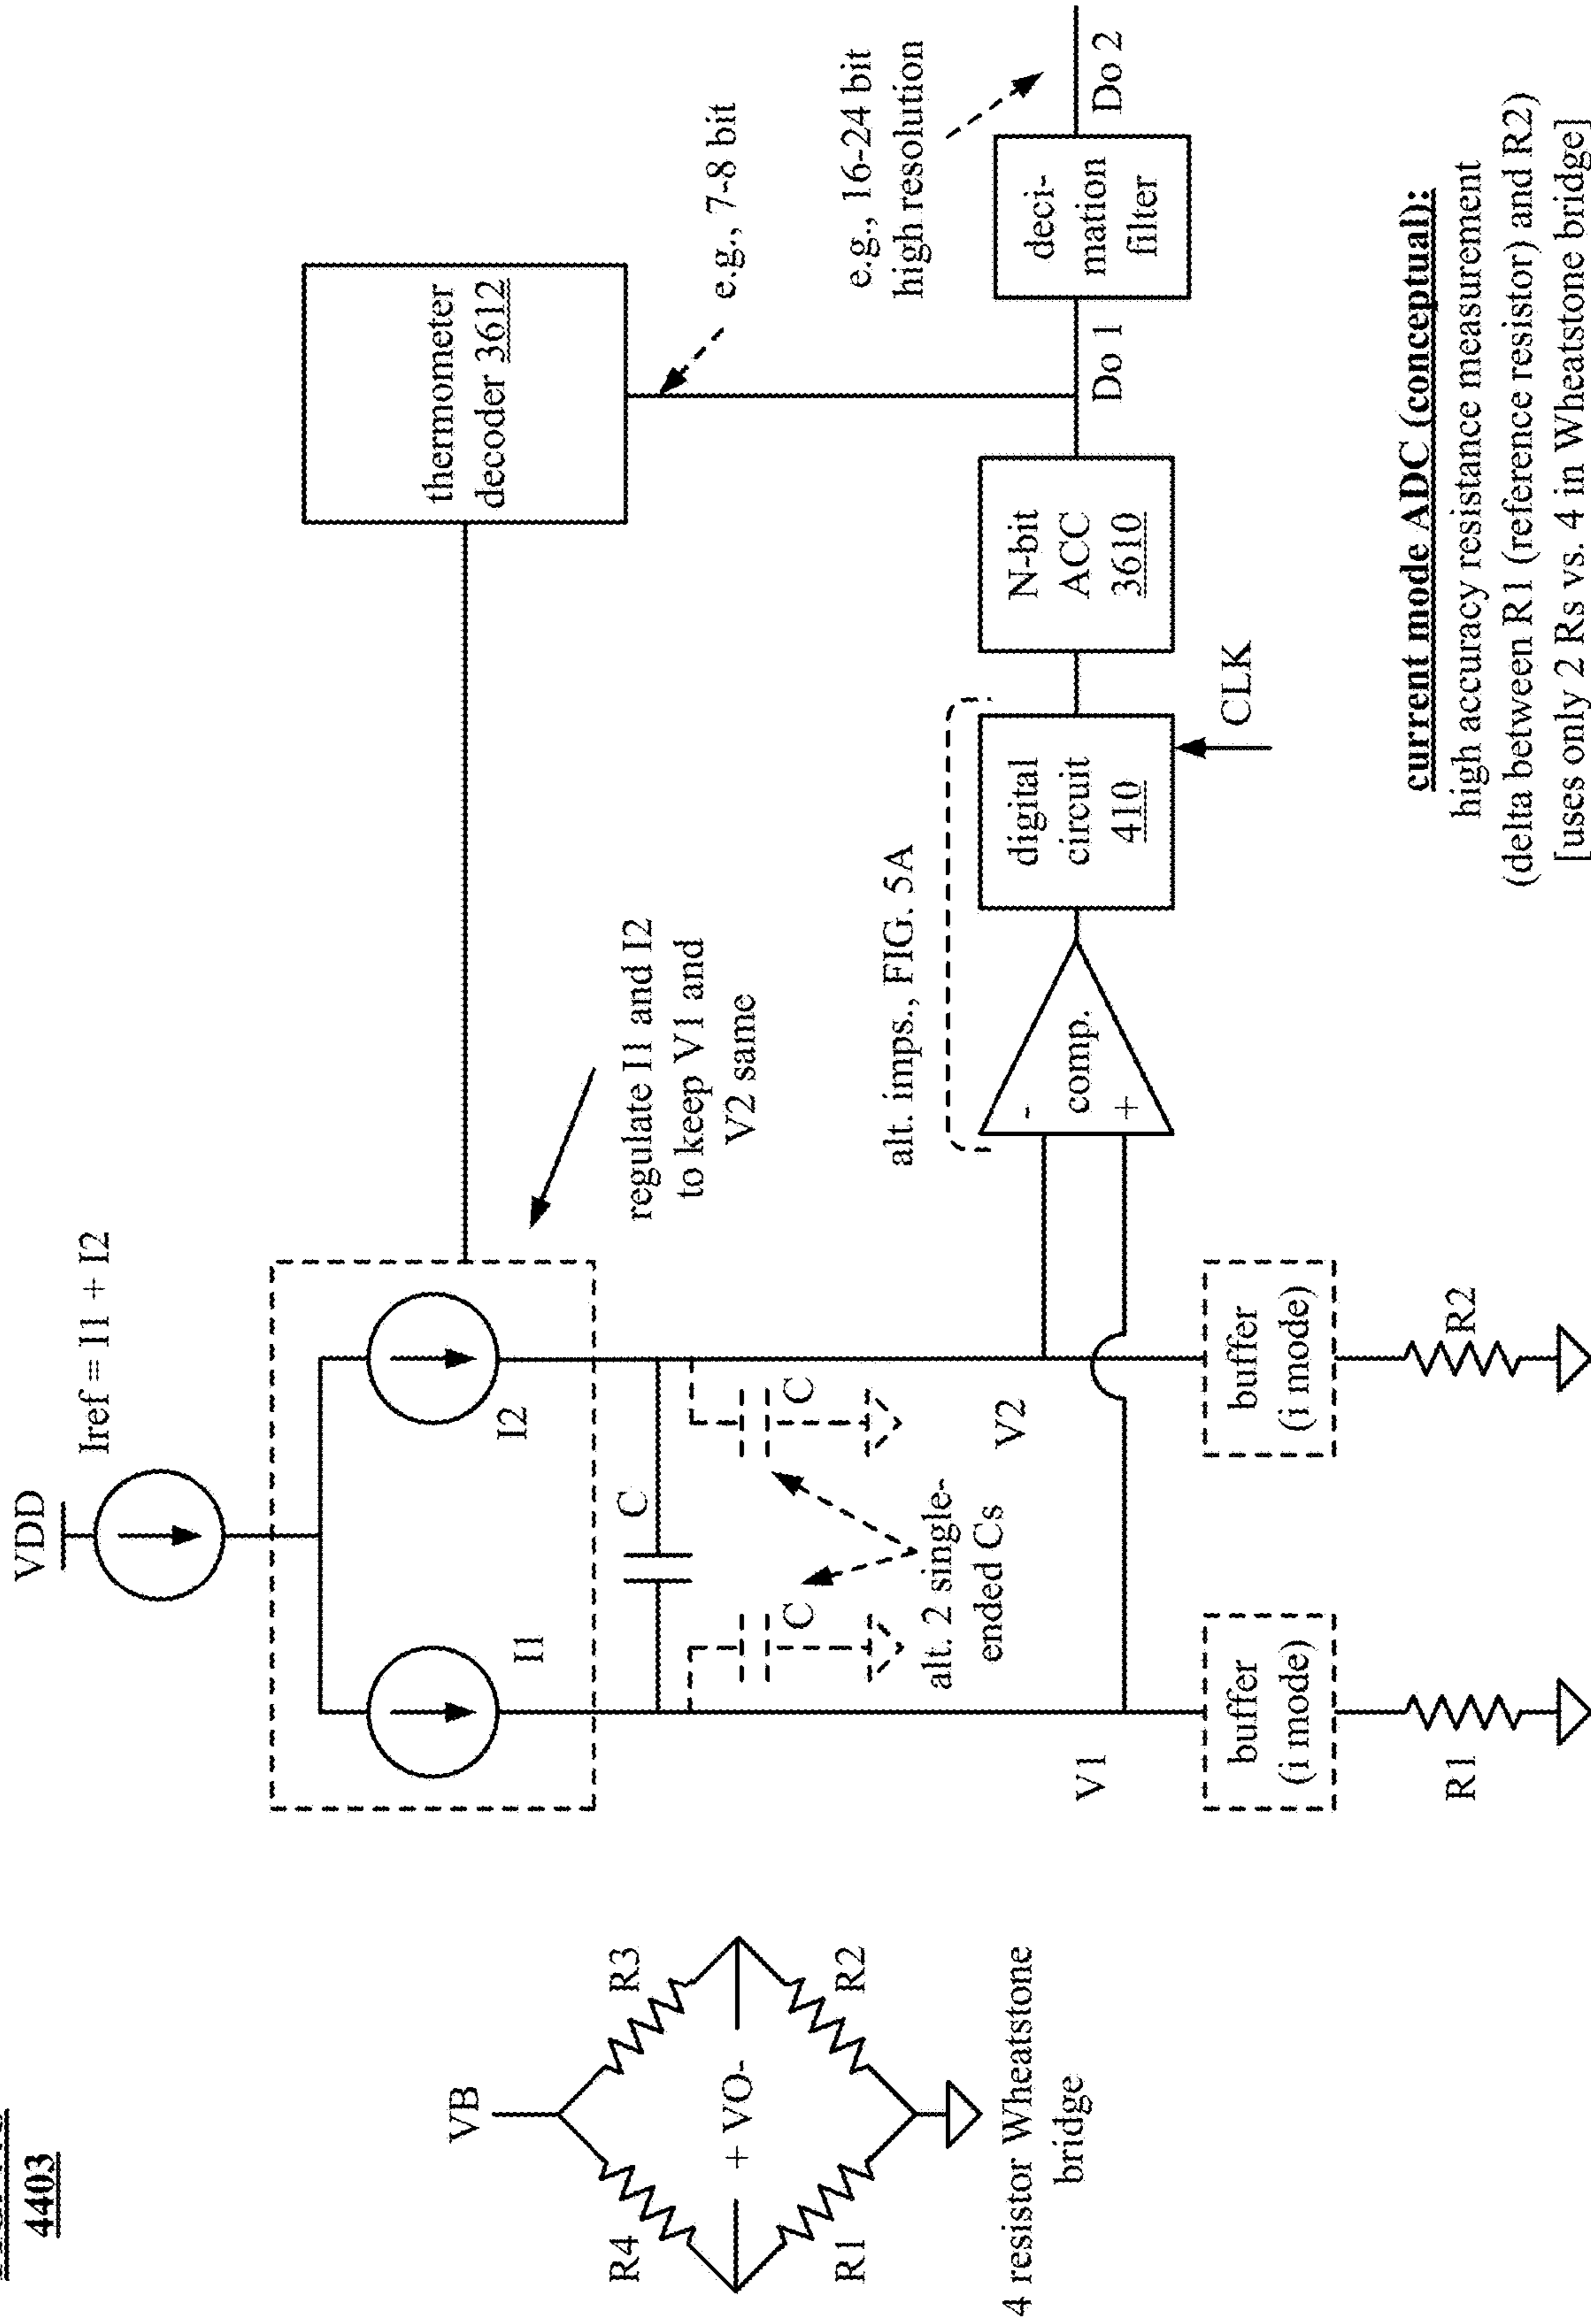 4403
VB
R4
R3
+ VO-
R1
R2
4 resistor Wheatstone
bridge
VDD
Iref = I1 + I2
I1
I2
regulate I1 and I2
to keep V1 and
V2 same
C
C
C
alt. 2 single-
ended Cs
V1
V2
buffer
(i mode)
buffer
(i mode)
R1
R2
alt. imps., FIG. 5A
-
comp.
+
digital
circuit
410
CLK
N-bit
ACC
3610
thermometer
decoder 3612
e.g., 7-8 bit
Do 1
deci-
mation
filter
e.g., 16-24 bit
high resolution
Do 2
current mode ADC (conceptual):
high accuracy resistance measurement
(delta between R1 (reference resistor) and R2)
[uses only 2 Rs vs. 4 in Wheatstone bridge]